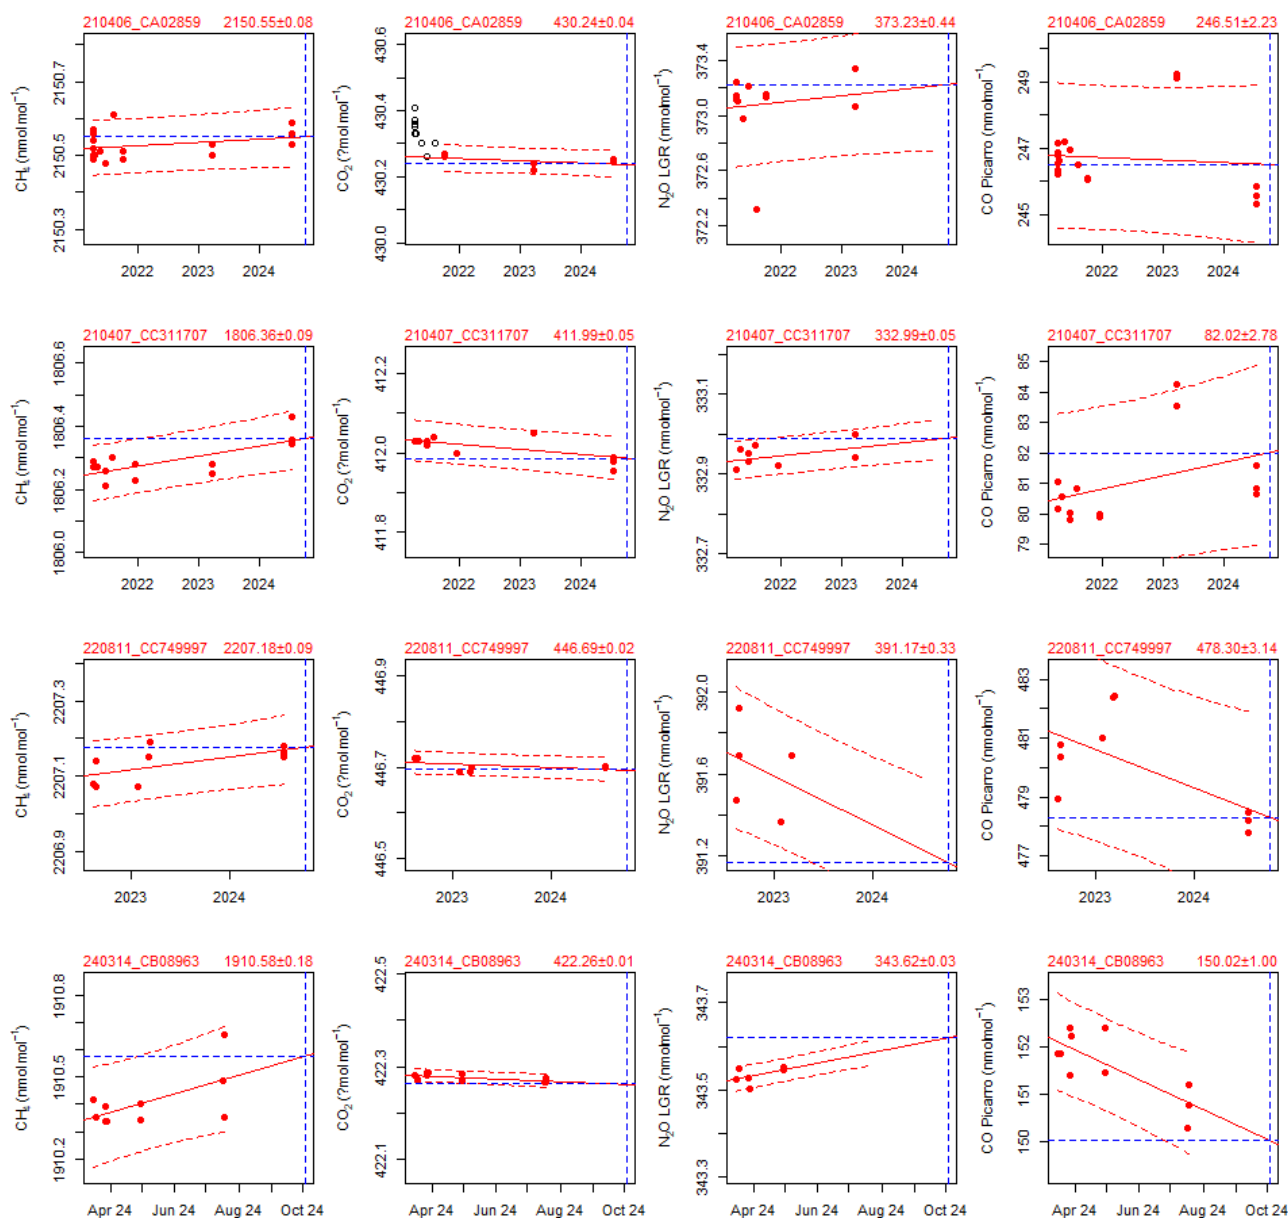 210406_CA02859 2150.55±0.08
CH₄ (nmolmol⁻¹)
2150.3 2150.5 2150.7
2022 2023 2024
210406_CA02859 430.24±0.04
CO₂ (?molmol⁻¹)
430.0 430.2 430.4 430.6
2022 2023 2024
210406_CA02859 373.23±0.44
N₂O LGR (nmolmol⁻¹)
372.2 372.6 373.0 373.4
2022 2023 2024
210406_CA02859 246.51±2.23
CO Picarro (nmolmol⁻¹)
245 247 249
2022 2023 2024
210407_CC311707 1806.36±0.09
CH₄ (nmolmol⁻¹)
1806.0 1806.2 1806.4 1806.6
2022 2023 2024
210407_CC311707 411.99±0.05
CO₂ (?molmol⁻¹)
411.8 412.0 412.2
2022 2023 2024
210407_CC311707 332.99±0.05
N₂O LGR (nmolmol⁻¹)
332.7 332.9 333.1
2022 2023 2024
210407_CC311707 82.02±2.78
CO Picarro (nmolmol⁻¹)
79 80 81 82 83 84 85
2022 2023 2024
220811_CC749997 2207.18±0.09
CH₄ (nmolmol⁻¹)
2206.9 2207.1 2207.3
2023 2024
220811_CC749997 446.69±0.02
CO₂ (?molmol⁻¹)
446.5 446.7 446.9
2023 2024
220811_CC749997 391.17±0.33
N₂O LGR (nmolmol⁻¹)
391.2 391.6 392.0
2023 2024
220811_CC749997 478.30±3.14
CO Picarro (nmolmol⁻¹)
477 479 481 483
2023 2024
240314_CB08963 1910.58±0.18
CH₄ (nmolmol⁻¹)
1910.2 1910.5 1910.8
Apr 24 Jun 24 Aug 24 Oct 24
240314_CB08963 422.26±0.01
CO₂ (?molmol⁻¹)
422.1 422.3 422.5
Apr 24 Jun 24 Aug 24 Oct 24
240314_CB08963 343.62±0.03
N₂O LGR (nmolmol⁻¹)
343.3 343.5 343.7
Apr 24 Jun 24 Aug 24 Oct 24
240314_CB08963 150.02±1.00
CO Picarro (nmolmol⁻¹)
150 151 152 153
Apr 24 Jun 24 Aug 24 Oct 24